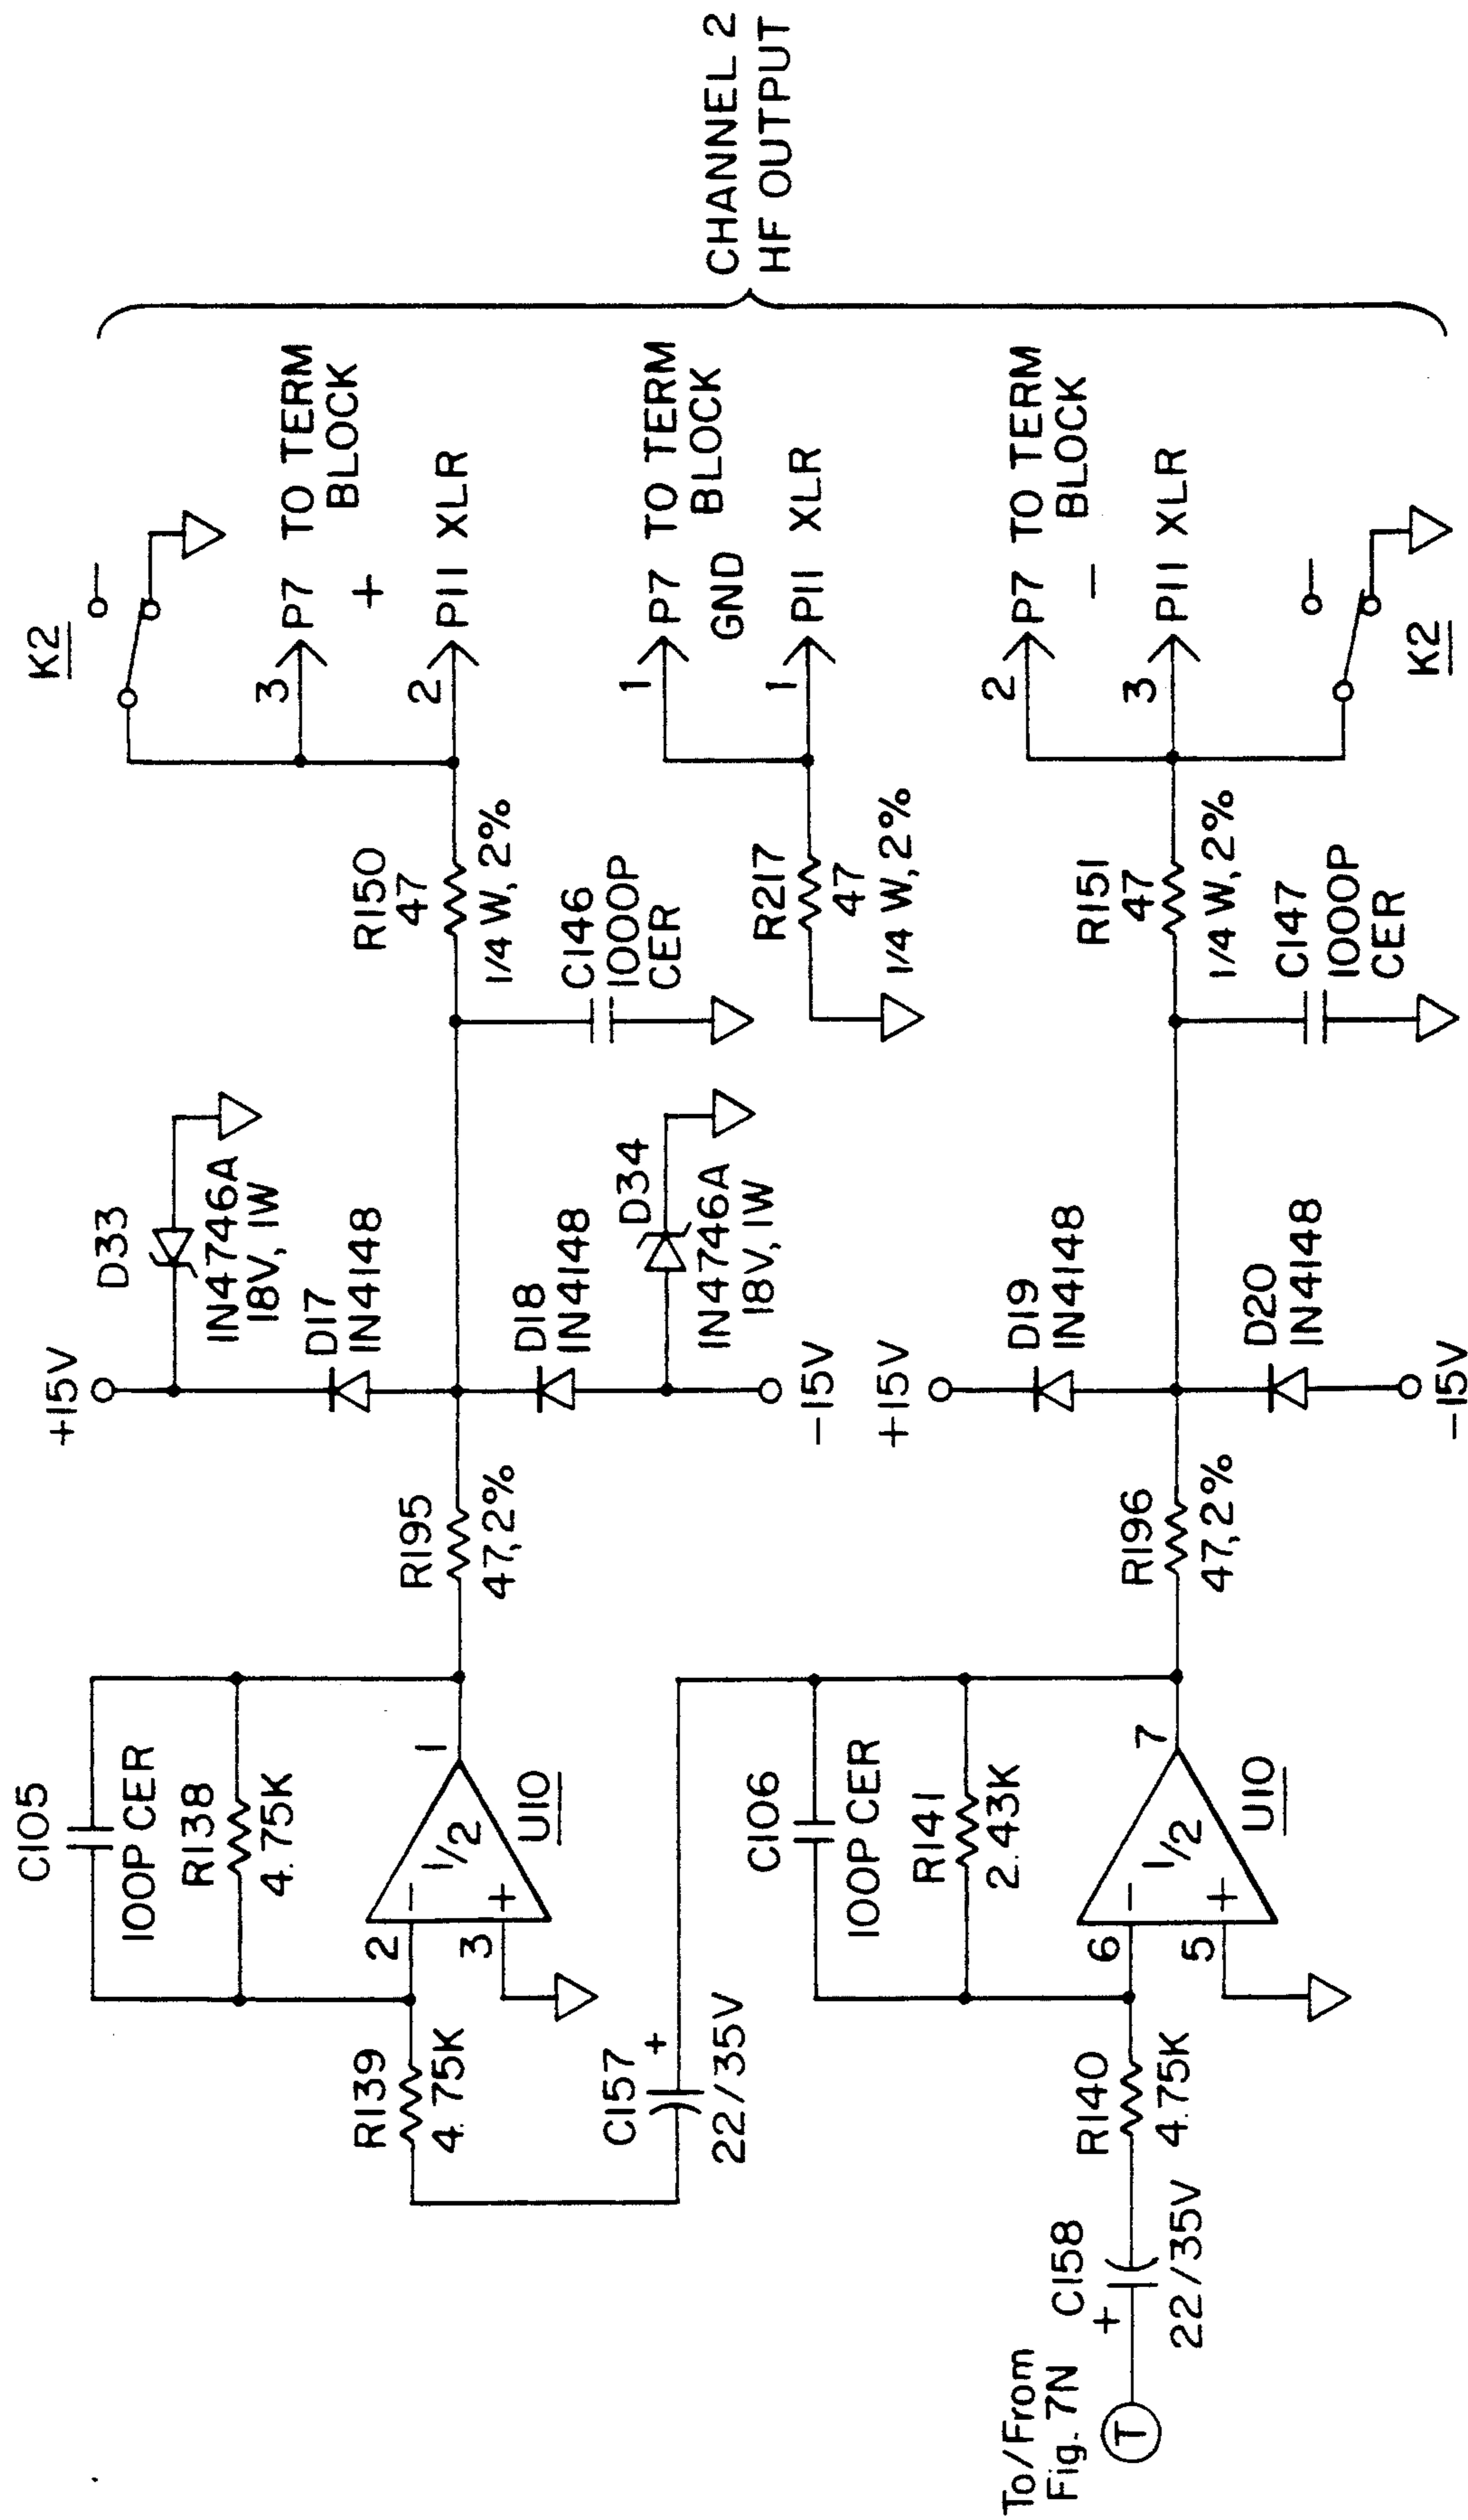 C105
100P CER
R138
4.75K
R139
4.75K
2
3
−
+
1/2
1
U10
R195
47,2%
+15V
D33
1N4746A
18V, 1W
D17
1N4148
D18
1N4148
D34
1N4746A
18V, 1W
−15V
R150
47
1/4 W, 2%
C146
1000P
CER
K2
3
P7 TO TERM
BLOCK
+
2
P11 XLR
R217
47
1/4 W, 2%
1
P7 TO TERM
BLOCK
GND
1
P11 XLR
CHANNEL 2
HF OUTPUT
C157
+
22/35V
C106
100P CER
R141
2.43K
To/From
Fig. 7N
T
C158
+
22/35V
R140
4.75K
6
5
−
+
1/2
7
U10
R196
47,2%
+15V
D19
1N4148
D20
1N4148
−15V
R151
47
1/4 W, 2%
C147
1000P
CER
2
P7 TO TERM
BLOCK
−
3
P11 XLR
K2